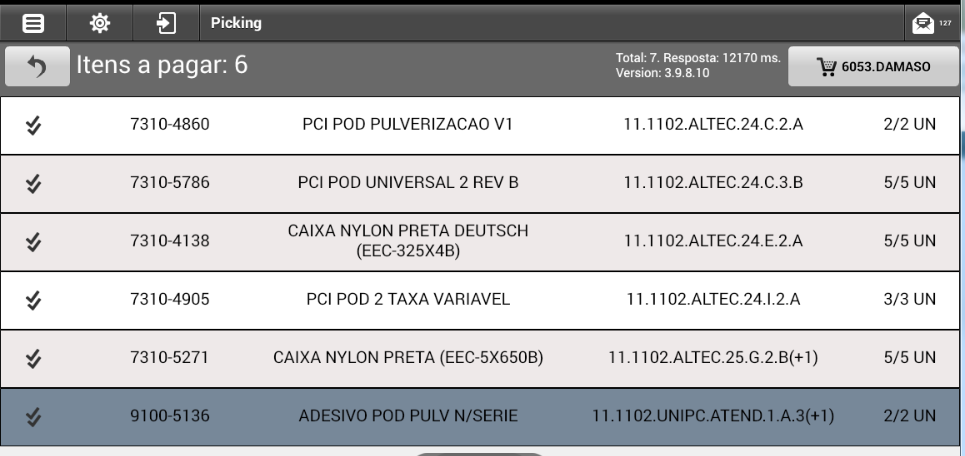 Picking
127
Itens a pagar: 6
Total: 7. Resposta: 12170 ms.
Version: 3.9.8.10
6053.DAMASO
7310-4860 PCI POD PULVERIZACAO V1 11.1102.ALTEC.24.C.2.A 2/2 UN
7310-5786 PCI POD UNIVERSAL 2 REV B 11.1102.ALTEC.24.C.3.B 5/5 UN
7310-4138 CAIXA NYLON PRETA DEUTSCH
(EEC-325X4B) 11.1102.ALTEC.24.E.2.A 5/5 UN
7310-4905 PCI POD 2 TAXA VARIAVEL 11.1102.ALTEC.24.I.2.A 3/3 UN
7310-5271 CAIXA NYLON PRETA (EEC-5X650B) 11.1102.ALTEC.25.G.2.B(+1) 5/5 UN
9100-5136 ADESIVO POD PULV N/SERIE 11.1102.UNIPC.ATEND.1.A.3(+1) 2/2 UN